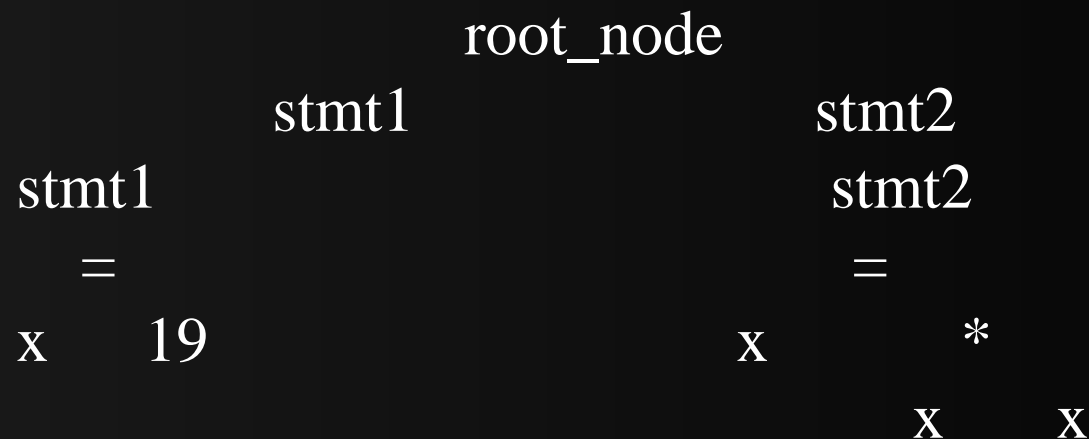 root_node
stmt1 stmt2
stmt1 stmt2
= =
x 19 x *
x x